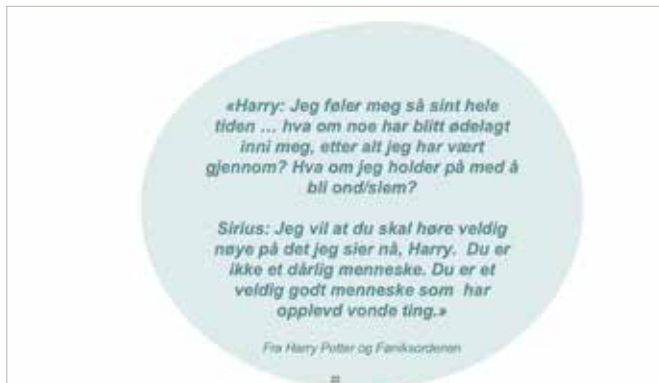 «Harry: Jeg føler meg så sint hele
tiden ... hva om noe har blitt ødelagt
inni meg, etter alt jeg har vært
gjennom? Hva om jeg holder på med å
bli ond/slem?
Sirius: Jeg vil at du skal høre veldig
nøye på det jeg sier nå, Harry. Du er
ikke et dårlig menneske. Du er et
veldig godt menneske som har
opplevd vonde ting.»
Fra Harry Potter og Føniksordenen